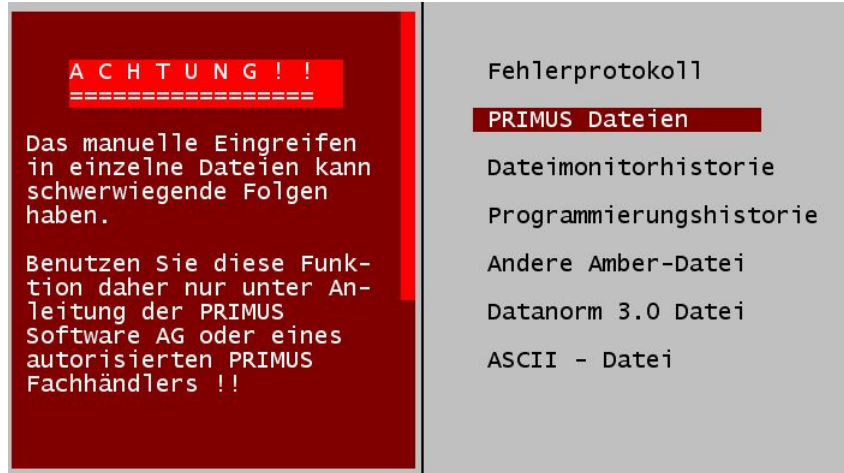 A C H T U N G ! !
=================
Das manuelle Eingreifen
in einzelne Dateien kann
schwerwiegende Folgen
haben.
Benutzen Sie diese Funk-
tion daher nur unter An-
leitung der PRIMUS
Software AG oder eines
autorisierten PRIMUS
Fachhändlers !!
Fehlerprotokoll
PRIMUS Dateien
Dateimonitorhistorie
Programmierungshistorie
Andere Amber-Datei
Datanorm 3.0 Datei
ASCII - Datei